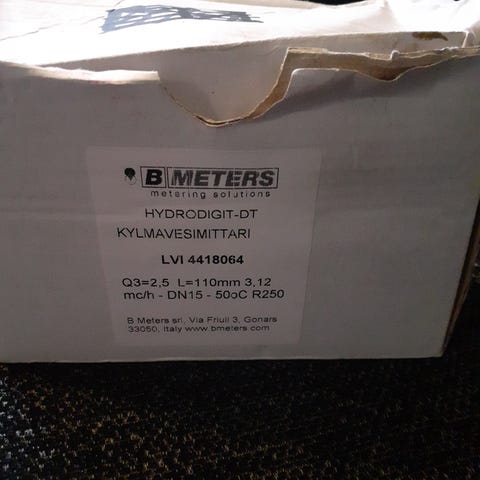 B METERS
metering solutions
HYDRODIGIT-DT
KYLMAVESIMITTARI
LVI 4418064
Q3=2,5 L=110mm 3,12
mc/h - DN15 - 50oC R250
B Meters srl, Via Friuli 3, Gonars
33050, Italy www.bmeters.com